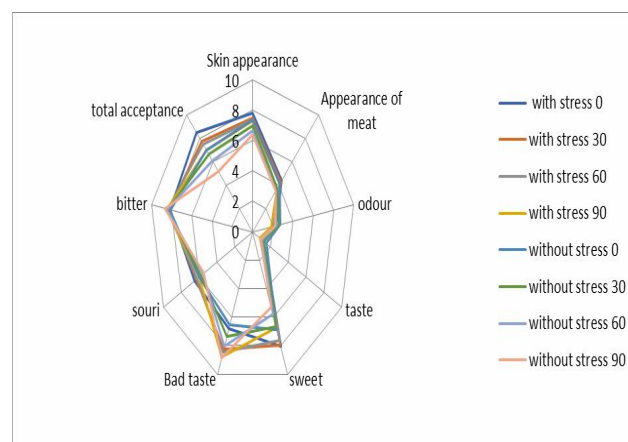 Skin appearance
10
8
6
4
2
0
Appearance of
meat
odour
taste
sweet
Bad taste
souri
bitter
total acceptance
with stress 0
with stress 30
with stress 60
with stress 90
without stress 0
without stress 30
without stress 60
without stress 90